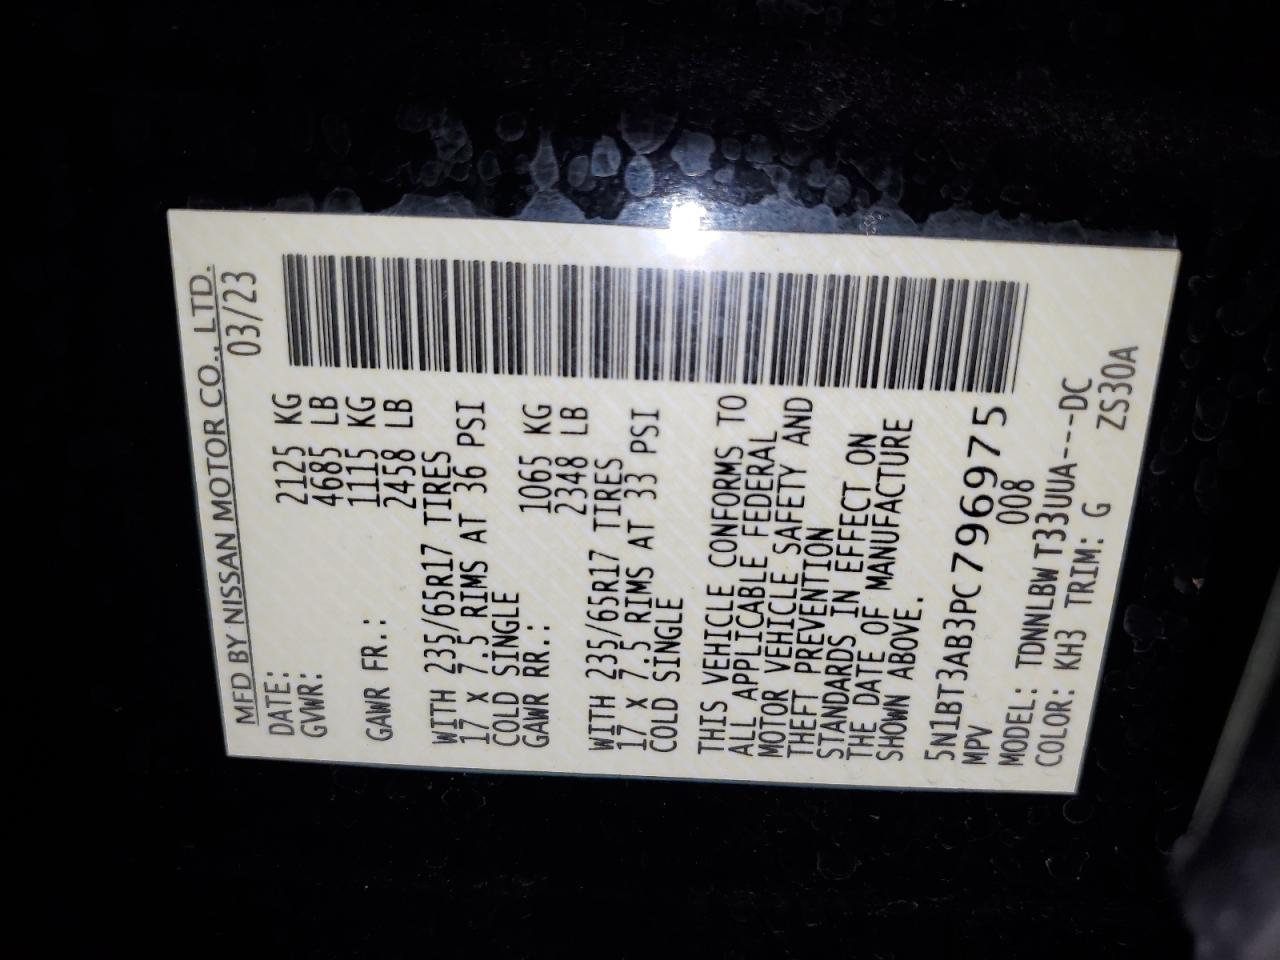 MFD BY NISSAN MOTOR CO., LTD.
DATE: 03/23
GVWR: 2125 KG
4685 LB
GAWR FR.: 1115 KG
2458 LB
WITH 235/65R17 TIRES
17 X 7.5 RIMS AT 36 PSI
COLD SINGLE
GAWR RR.: 1065 KG
2348 LB
WITH 235/65R17 TIRES
17 X 7.5 RIMS AT 33 PSI
COLD SINGLE
THIS VEHICLE CONFORMS TO
ALL APPLICABLE FEDERAL
MOTOR VEHICLE SAFETY AND
THEFT PREVENTION
STANDARDS IN EFFECT ON
THE DATE OF MANUFACTURE
SHOWN ABOVE.
5N1BT3AB3PC796975
MPV 008
MODEL: TDNNLBW T33UUA---DC
COLOR: KH3 TRIM: G ZS30A